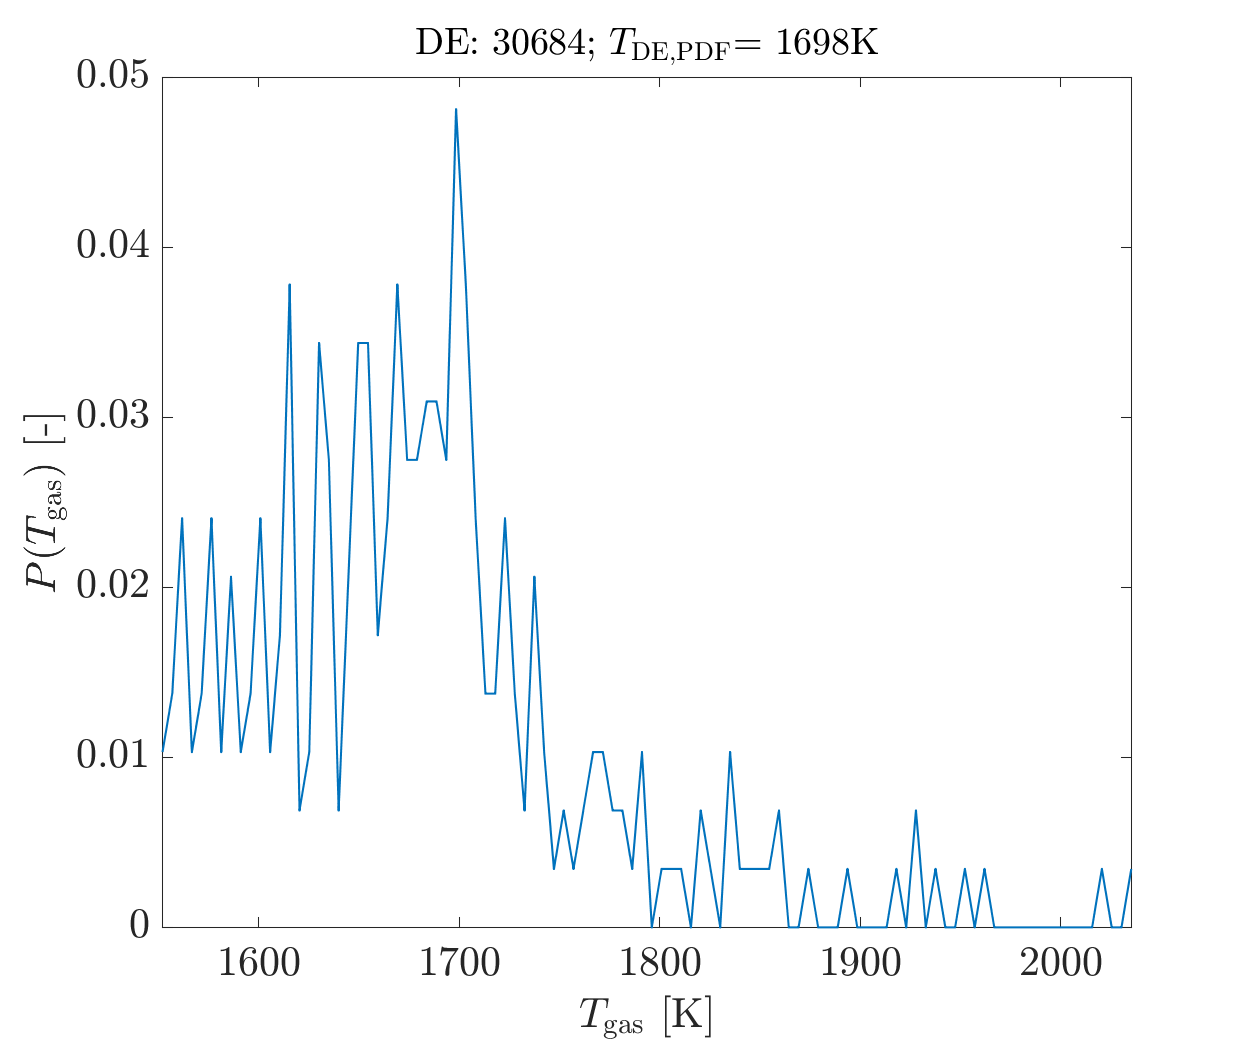 DE: 30684; T_DE,PDF= 1698K
0.05
0.04
0.03
0.02
0.01
0
P(T_gas) [-]
1600 1700 1800 1900 2000
T_gas [K]